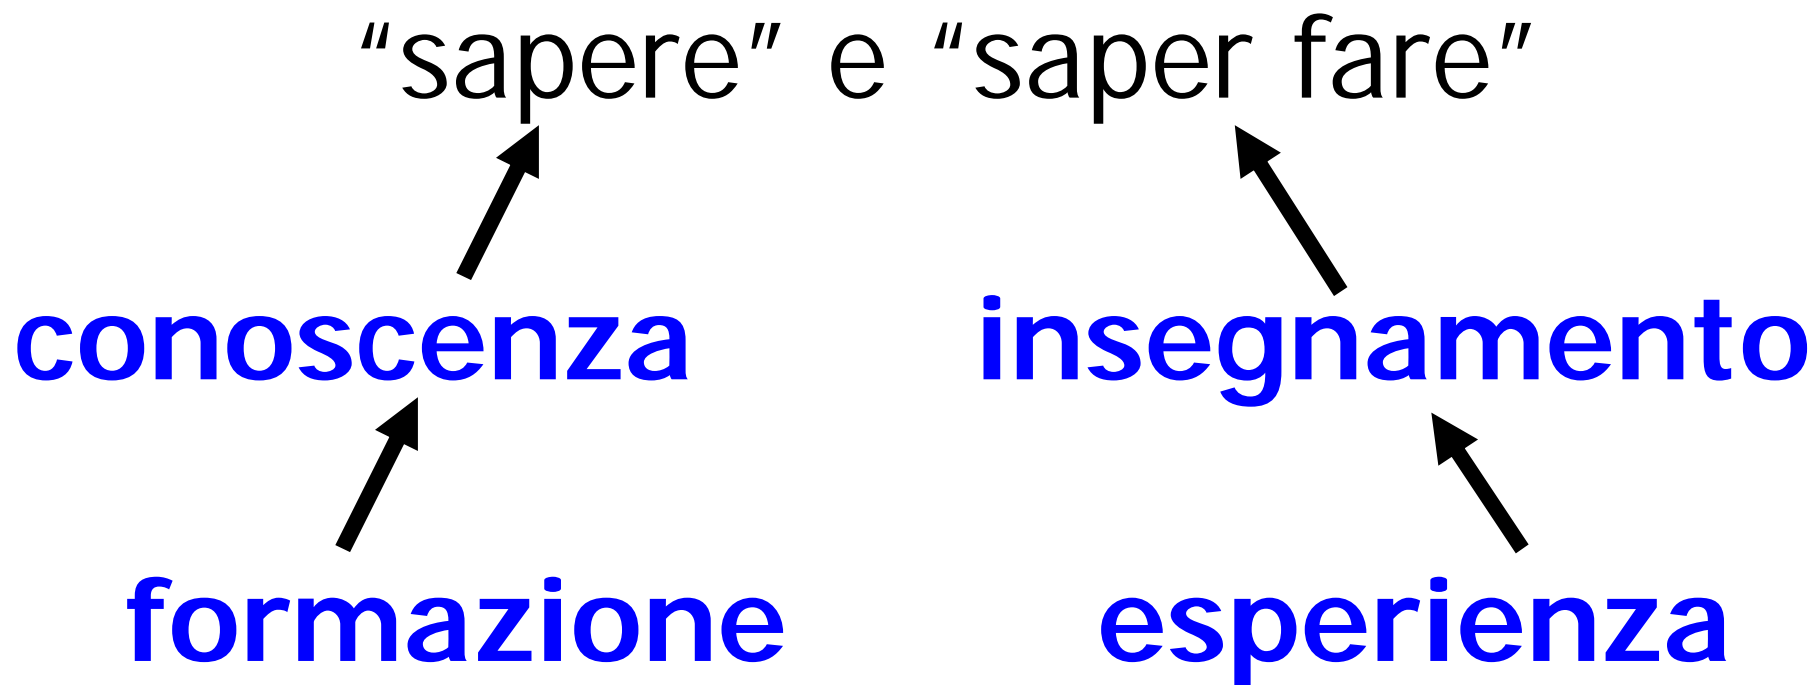 “sapere” e “saper fare”
conoscenza insegnamento
formazione esperienza